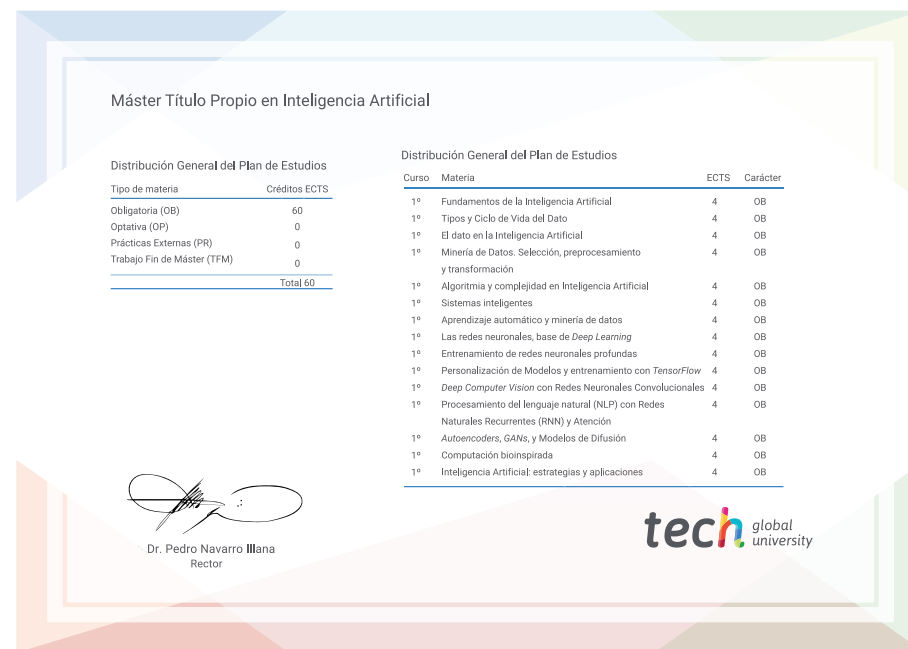 Máster Título Propio en Inteligencia Artificial
Distribución General del Plan de Estudios
Tipo de materia Créditos ECTS
Obligatoria (OB) 60
Optativa (OP) 0
Prácticas Externas (PR) 0
Trabajo Fin de Máster (TFM) 0
Total 60
Distribución General del Plan de Estudios
Curso Materia ECTS Carácter
1º Fundamentos de la Inteligencia Artificial 4 OB
1º Tipos y Ciclo de Vida del Dato 4 OB
1º El dato en la Inteligencia Artificial 4 OB
1º Minería de Datos. Selección, preprocesamiento 4 OB
y transformación
1º Algoritmia y complejidad en Inteligencia Artificial 4 OB
1º Sistemas inteligentes 4 OB
1º Aprendizaje automático y minería de datos 4 OB
1º Las redes neuronales, base de Deep Learning 4 OB
1º Entrenamiento de redes neuronales profundas 4 OB
1º Personalización de Modelos y entrenamiento con TensorFlow 4 OB
1º Deep Computer Vision con Redes Neuronales Convolucionales 4 OB
1º Procesamiento del lenguaje natural (NLP) con Redes 4 OB
Naturales Recurrentes (RNN) y Atención
1º Autoencoders, GANs, y Modelos de Difusión 4 OB
1º Computación bioinspirada 4 OB
1º Inteligencia Artificial: estrategias y aplicaciones 4 OB
Dr. Pedro Navarro Illana
Rector
tech global
university